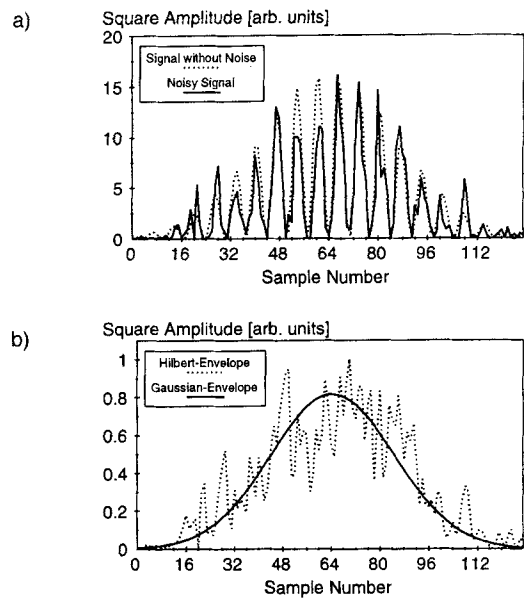 a)
Square Amplitude [arb. units]
Signal without Noise
Noisy Signal
20
15
10
5
0
0 16 32 48 64 80 96 112
Sample Number
b)
Square Amplitude [arb. units]
Hilbert-Envelope
Gaussian-Envelope
1
0.8
0.6
0.4
0.2
0
0 16 32 48 64 80 96 112
Sample Number